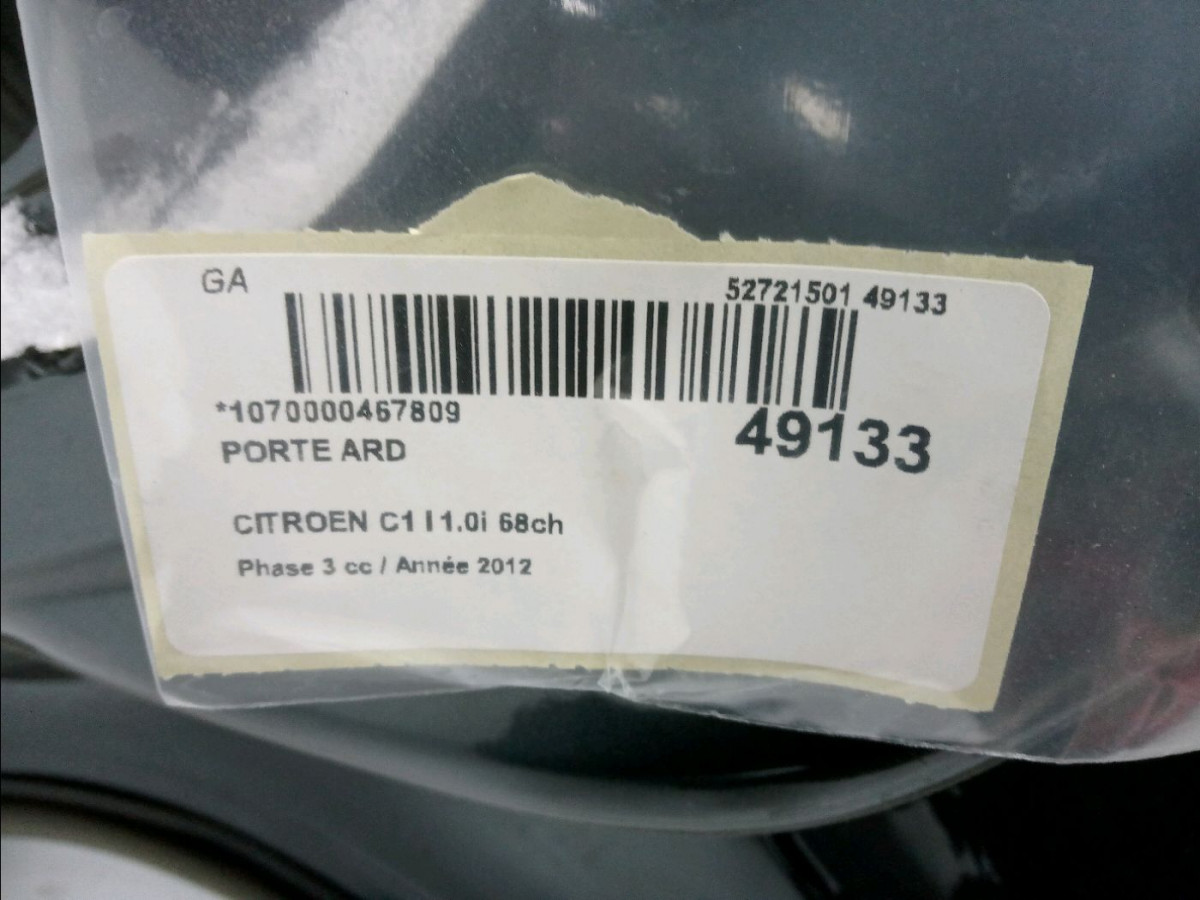 GA
52721501 49133
*1070000467809
49133
PORTE ARD
CITROEN C1 I 1.0i 68ch
Phase 3 cc / Année 2012